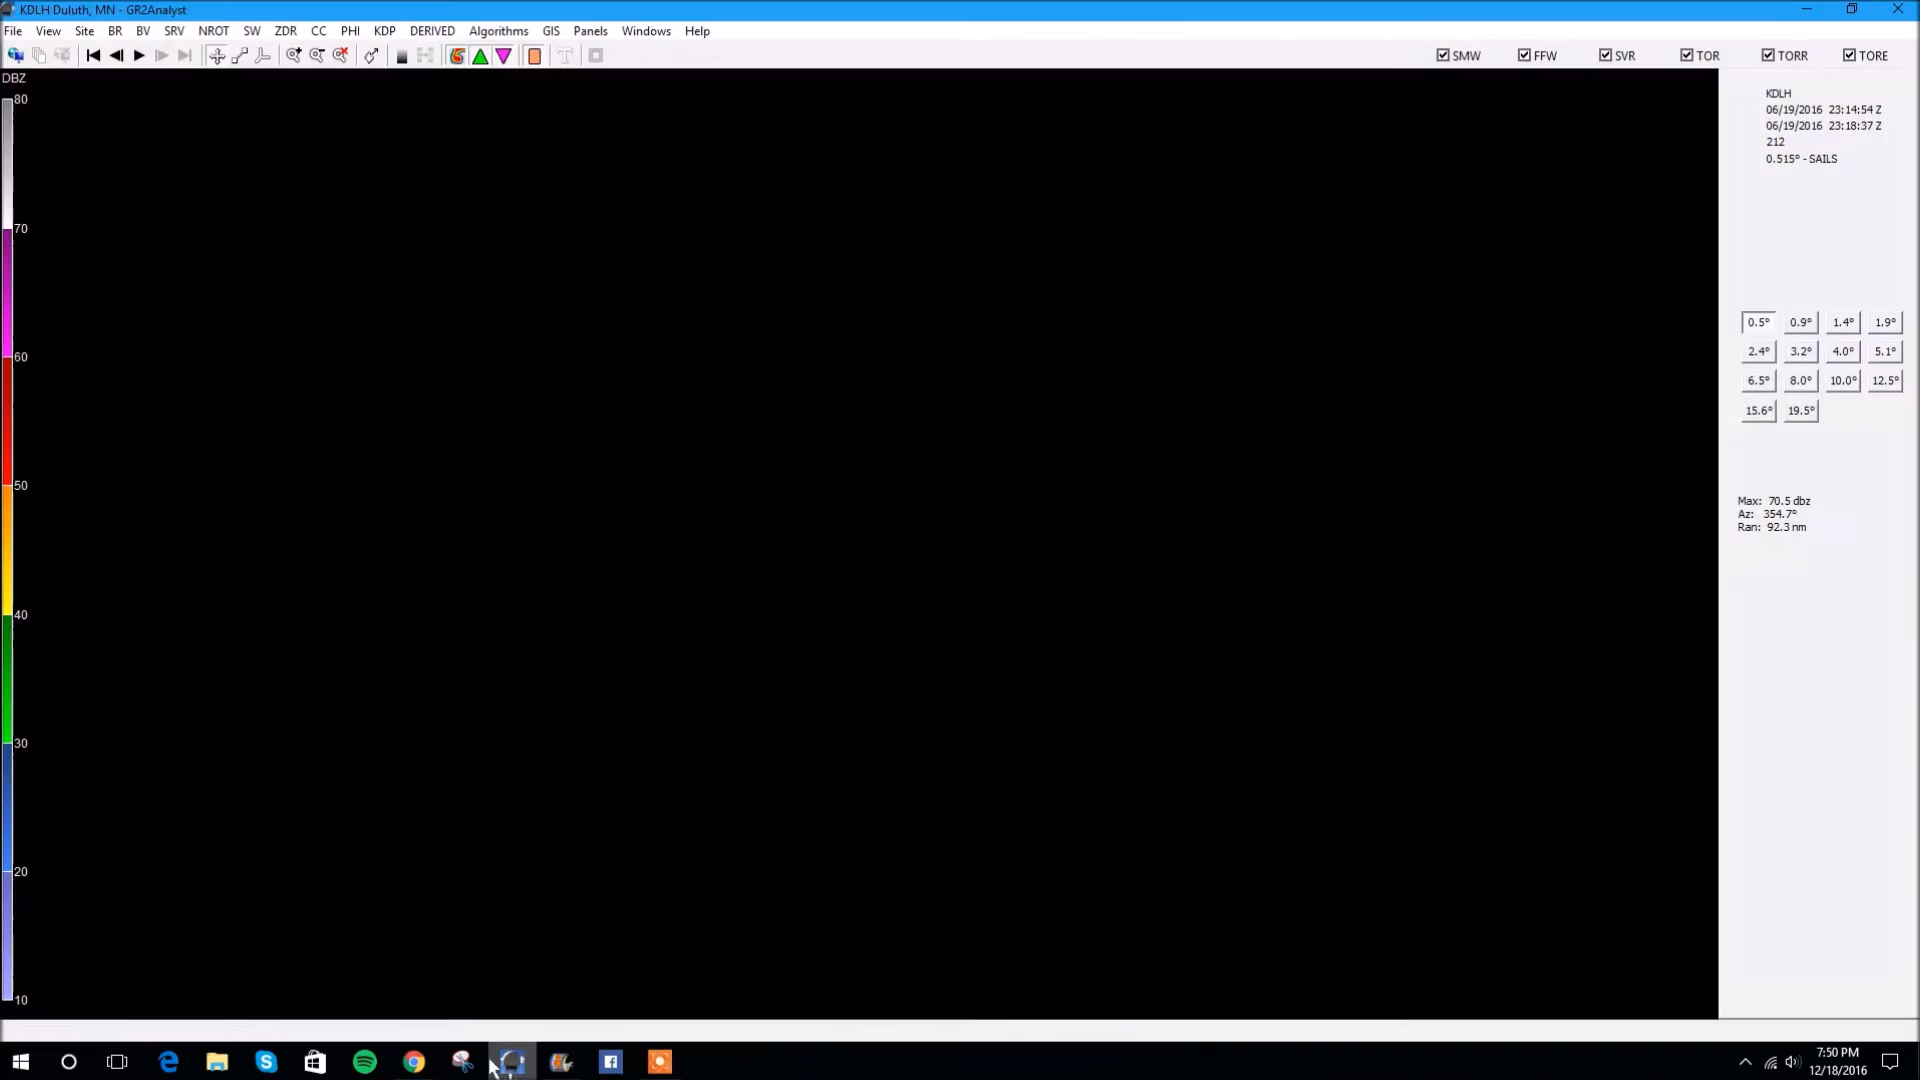 KDLH Duluth, MN - GR2Analyst
File View Site BR BV SRV NROT SW ZDR CC PHI KDP DERIVED Algorithms GIS Panels Windows Help
SMW FFW SVR TOR TORR TORE
DBZ
80
70
60
50
40
30
20
10
KDLH
06/19/2016 23:14:54 Z
06/19/2016 23:18:37 Z
212
0.515° - SAILS
0.5° 0.9° 1.4° 1.9°
2.4° 3.2° 4.0° 5.1°
6.5° 8.0° 10.0° 12.5°
15.6° 19.5°
Max: 70.5 dbz
Az: 354.7°
Ran: 92.3 nm
7:50 PM
12/18/2016